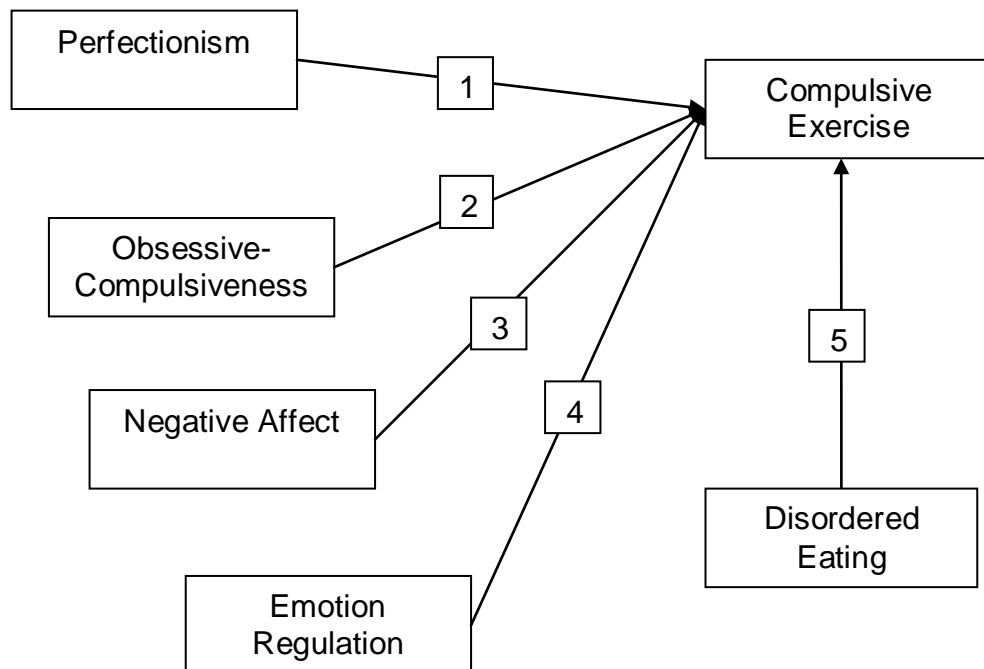 Perfectionism
1
Compulsive
Exercise
2
Obsessive-
Compulsiveness
3
5
Negative Affect
4
Disordered
Eating
Emotion
Regulation